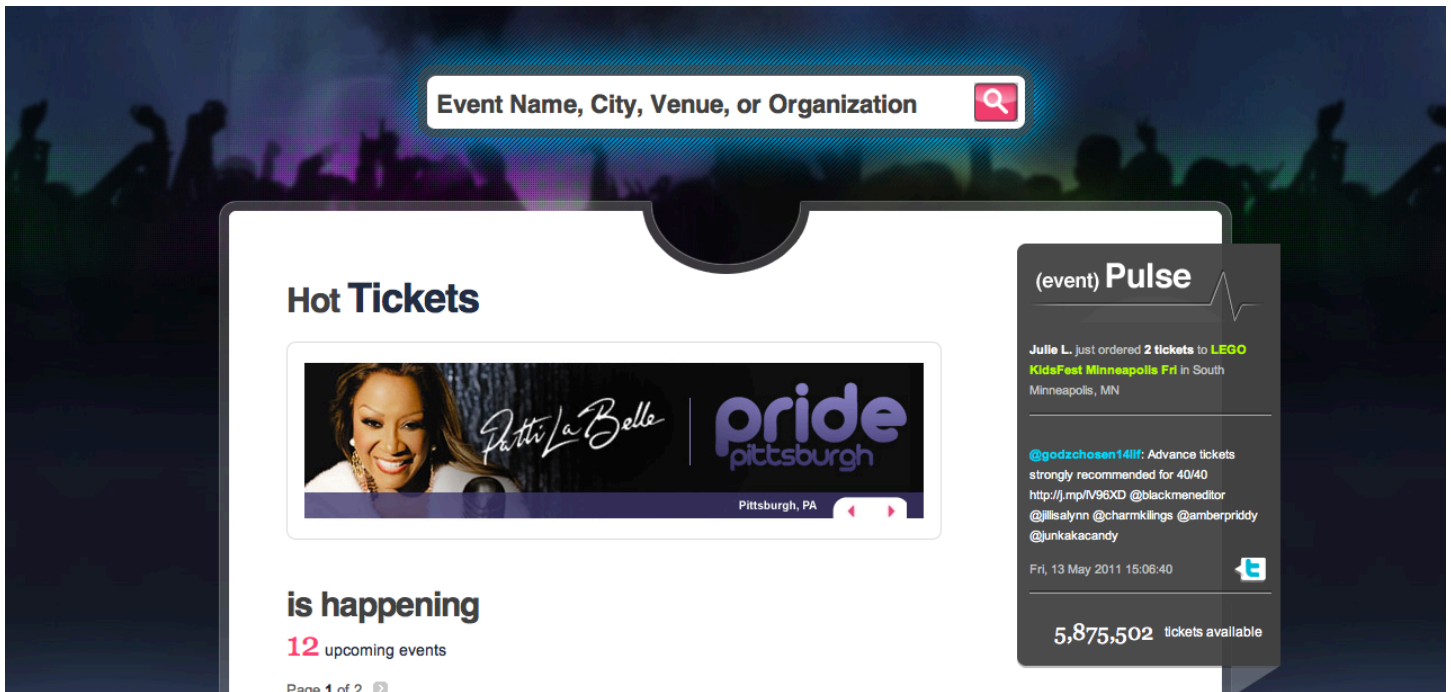 Event Name, City, Venue, or Organization
Hot Tickets
Patti LaBelle
pride
pittsburgh
Pittsburgh, PA
is happening
12 upcoming events
Page 1 of 2
(event) Pulse
Julie L. just ordered 2 tickets to LEGO
KidsFest Minneapolis Fri in South
Minneapolis, MN
@godzchosen14lif: Advance tickets
strongly recommended for 40/40
http://j.mp/lV96XD @blackmeneditor
@jillisalynn @charmkilings @amberpriddy
@junkakacandy
Fri, 13 May 2011 15:06:40
5,875,502 tickets available